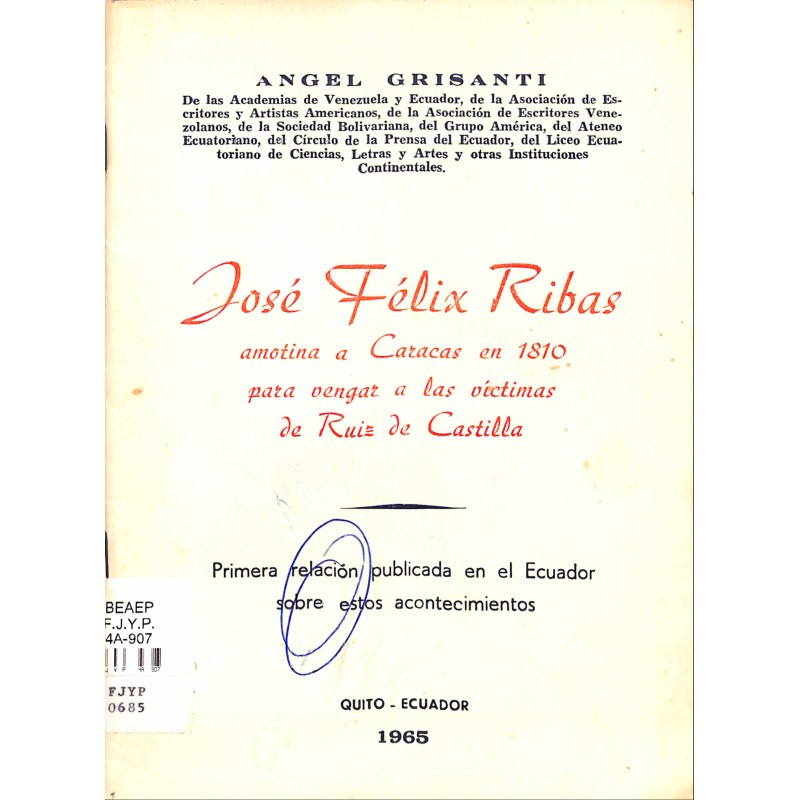 ANGEL GRISANTI
De las Academias de Venezuela y Ecuador, de la Asociación de Es-
critores y Artistas Americanos, de la Asociación de Escritores Vene-
zolanos, de la Sociedad Bolivariana, del Grupo América, del Ateneo
Ecuatoriano, del Círculo de la Prensa del Ecuador, del Liceo Ecua-
toriano de Ciencias, Letras y Artes y otras Instituciones
Continentales.
José Félix Ribas
amotina a Caracas en 1810
para vengar a las víctimas
de Ruiz de Castilla
Primera relación publicada en el Ecuador
sobre estos acontecimientos
BEAEP
F.J.Y.P.
4A-907
J Y P 4A 907
FJYP
0685
QUITO - ECUADOR
1965